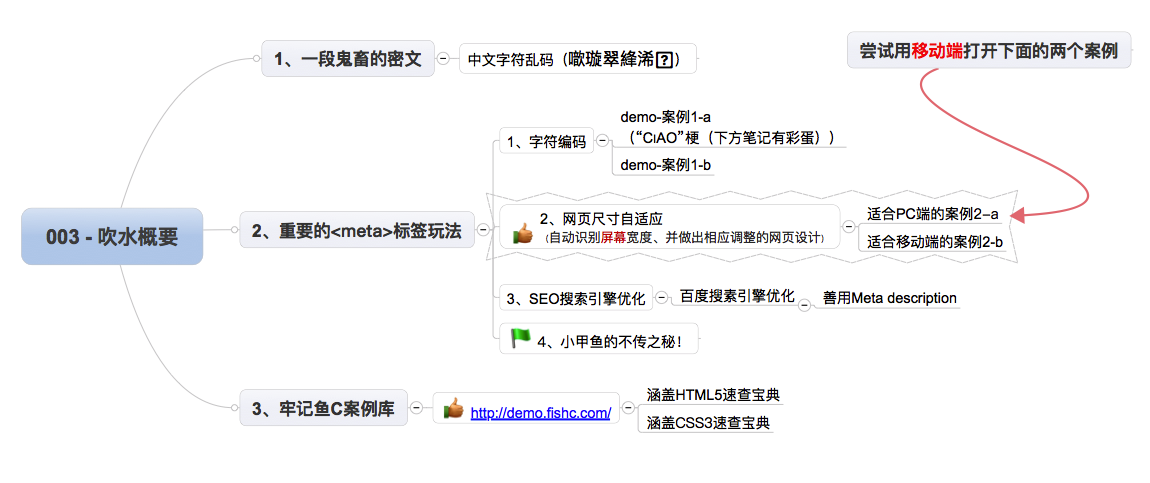 尝试用移动端打开下面的两个案例
003 - 吹水概要
1、一段鬼畜的密文
中文字符乱码（噷璇翠綘浠）
2、重要的<meta>标签玩法
1、字符编码
demo-案例1-a
（“CiAO”梗（下方笔记有彩蛋））
demo-案例1-b
2、网页尺寸自适应
（自动识别屏幕宽度、并做出相应调整的网页设计）
适合PC端的案例2–a
适合移动端的案例2-b
3、SEO搜索引擎优化
百度搜素引擎优化
善用Meta description
4、小甲鱼的不传之秘！
3、牢记鱼C案例库
http://demo.fishc.com/
涵盖HTML5速查宝典
涵盖CSS3速查宝典